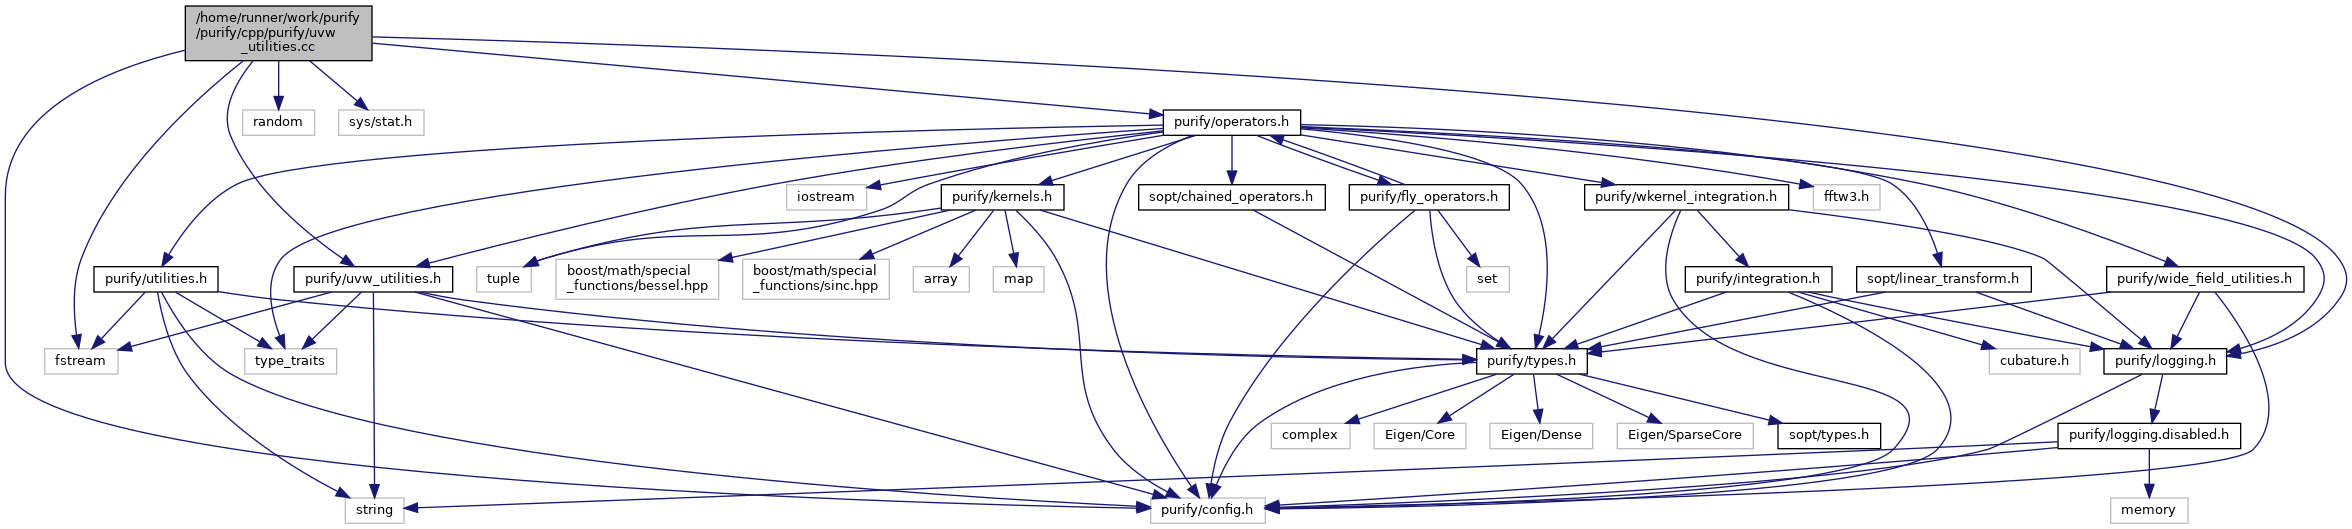 /home/runner/work/purify
/purify/cpp/purify/uvw
_utilities.cc
random
sys/stat.h
purify/operators.h
iostream
purify/kernels.h
sopt/chained_operators.h
purify/fly_operators.h
purify/wkernel_integration.h
fftw3.h
purify/utilities.h
purify/uvw_utilities.h
tuple
boost/math/special
_functions/bessel.hpp
boost/math/special
_functions/sinc.hpp
array
map
set
purify/integration.h
sopt/linear_transform.h
purify/wide_field_utilities.h
fstream
type_traits
purify/types.h
cubature.h
purify/logging.h
complex
Eigen/Core
Eigen/Dense
Eigen/SparseCore
sopt/types.h
purify/logging.disabled.h
string
purify/config.h
memory